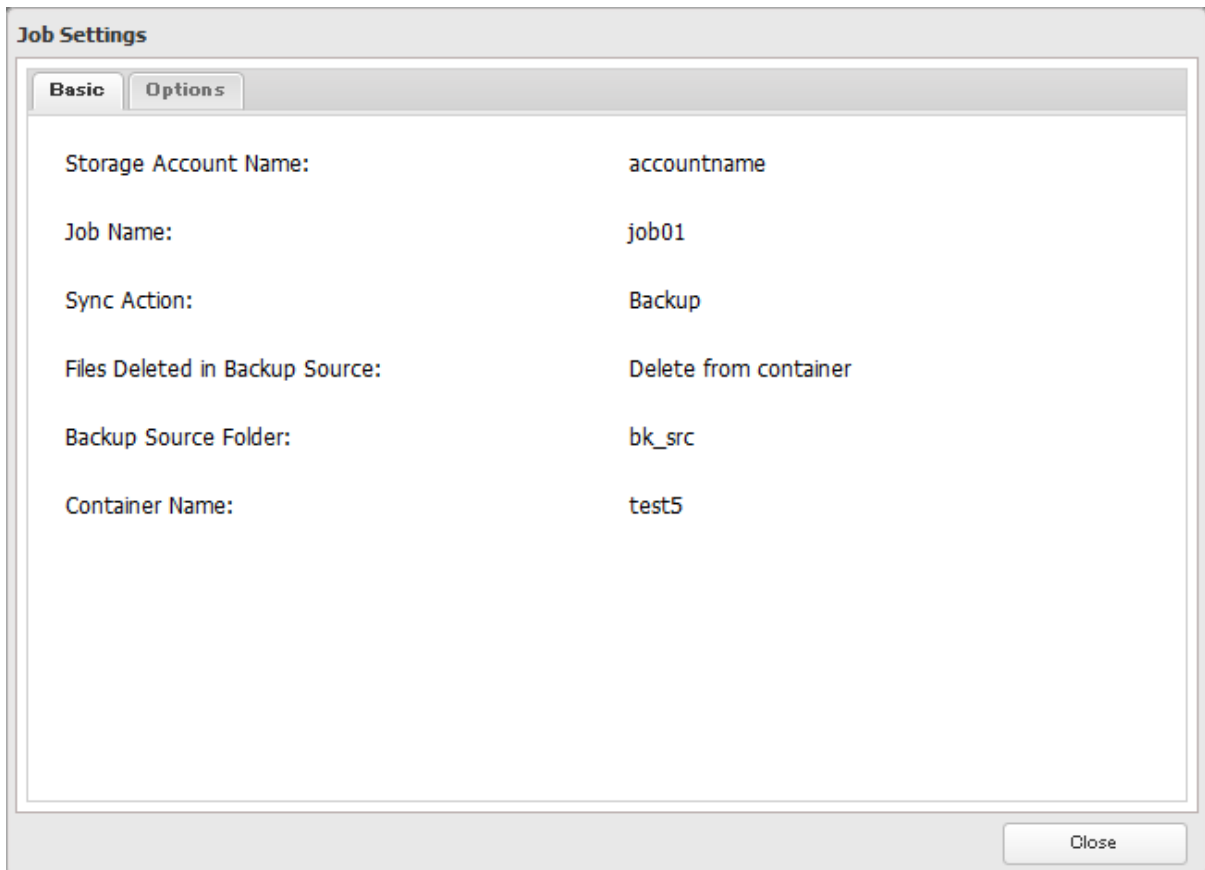 Job Settings
Basic Options
Storage Account Name: accountname
Job Name: job01
Sync Action: Backup
Files Deleted in Backup Source: Delete from container
Backup Source Folder: bk_src
Container Name: test5
Close